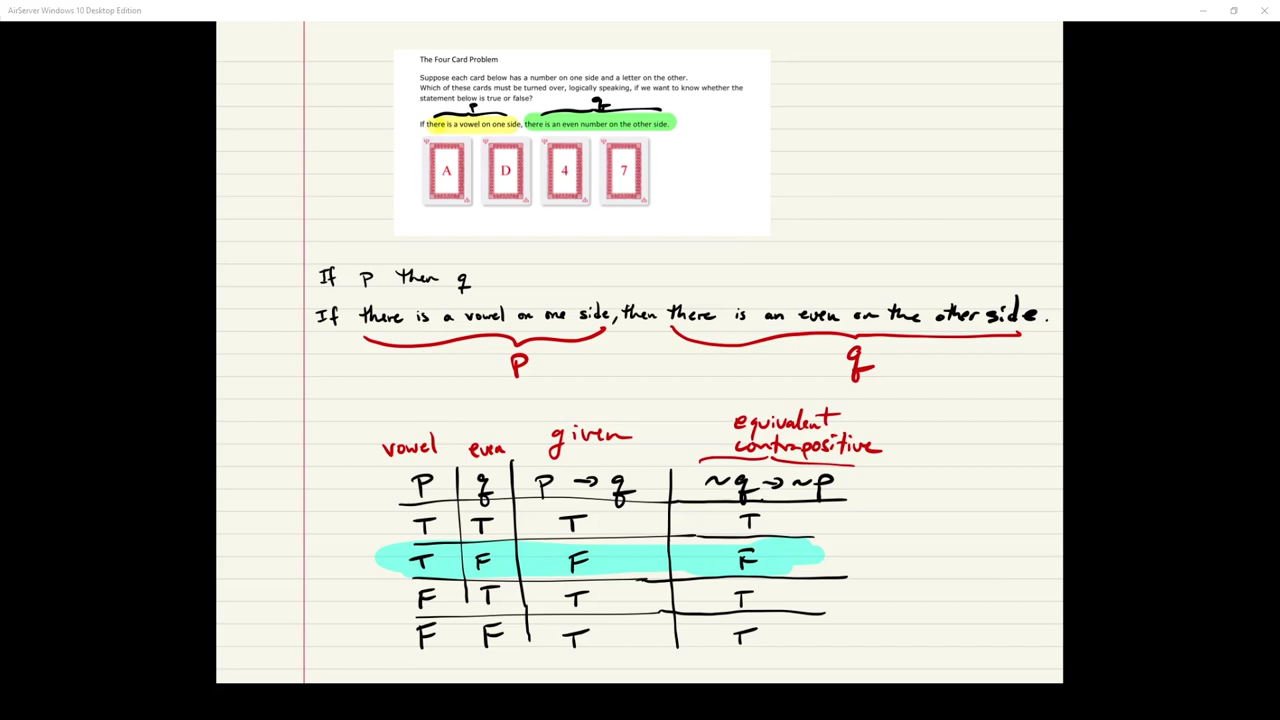 AirServer Windows 10 Desktop Edition
The Four Card Problem
Suppose each card below has a number on one side and a letter on the other.
Which of these cards must be turned over, logically speaking, if we want to know whether the
statement below is true or false?
p q
If there is a vowel on one side, there is an even number on the other side.
A D 4 7
If p then q
If there is a vowel on one side, then there is an even on the other side.
p q
equivalent
vowel even given contrapositive
P q P → q ~q → ~p
T T T T
T F F F
F T T T
F F T T